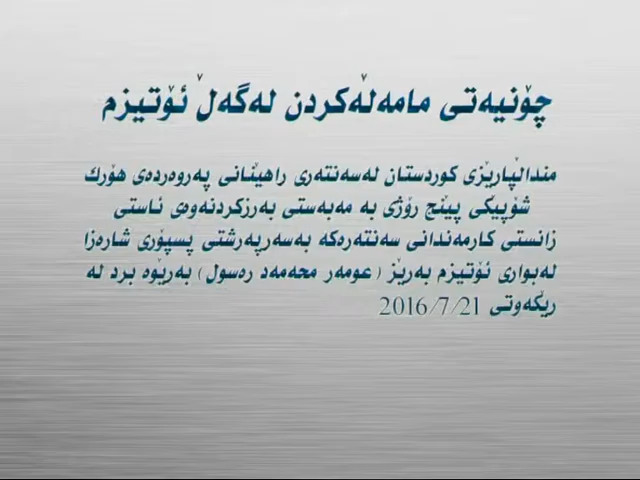 چۆنیەتی مامەڵەکردن لەگەڵ ئۆتیزم
منداڵپارێزی کوردستان لەسەنتەری راهێنانی پەروەردەی هۆرك
شۆپێکی پێنج رۆژی بە مەبەستی بەرزکردنەوەی ئاستی
زانستی کارمەندانی سەنتەرەکە بەسەرپەرشتی پسپۆری شارەزا
لەبواری ئۆتیزم بەرێز ( عومەر محەمەد رەسول ) بەرێوە برد لە
رێکەوتی 2016/7/21